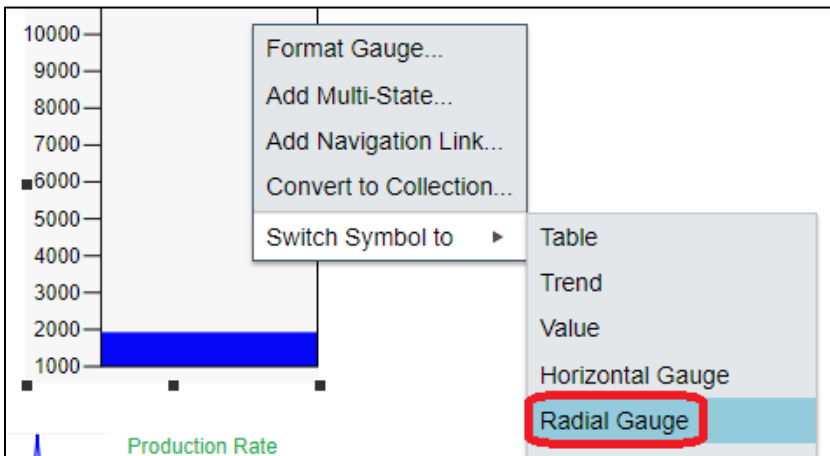 10000
9000
8000
7000
6000
5000
4000
3000
2000
1000
Format Gauge...
Add Multi-State...
Add Navigation Link...
Convert to Collection...
Switch Symbol to
Table
Trend
Value
Horizontal Gauge
Radial Gauge
Production Rate